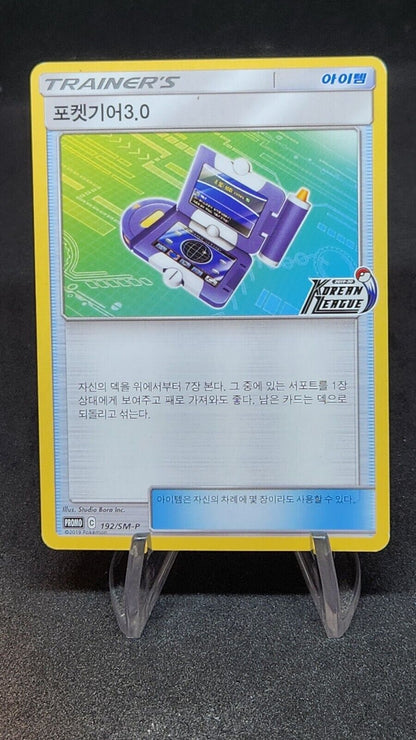 TRAINER'S
아이템
포켓기어3.0
KOREAN
LEAGUE
자신의 덱을 위에서부터 7장 본다. 그 중에 있는 서포트를 1장
상대에게 보여주고 패로 가져와도 좋다. 남은 카드는 덱으로
되돌리고 섞는다.
아이템은 자신의 차례에 몇 장이라도 사용할 수 있다.
Illus. Studio Bora Inc.
PROMO C 192/SM-P
©2019 Pokémon